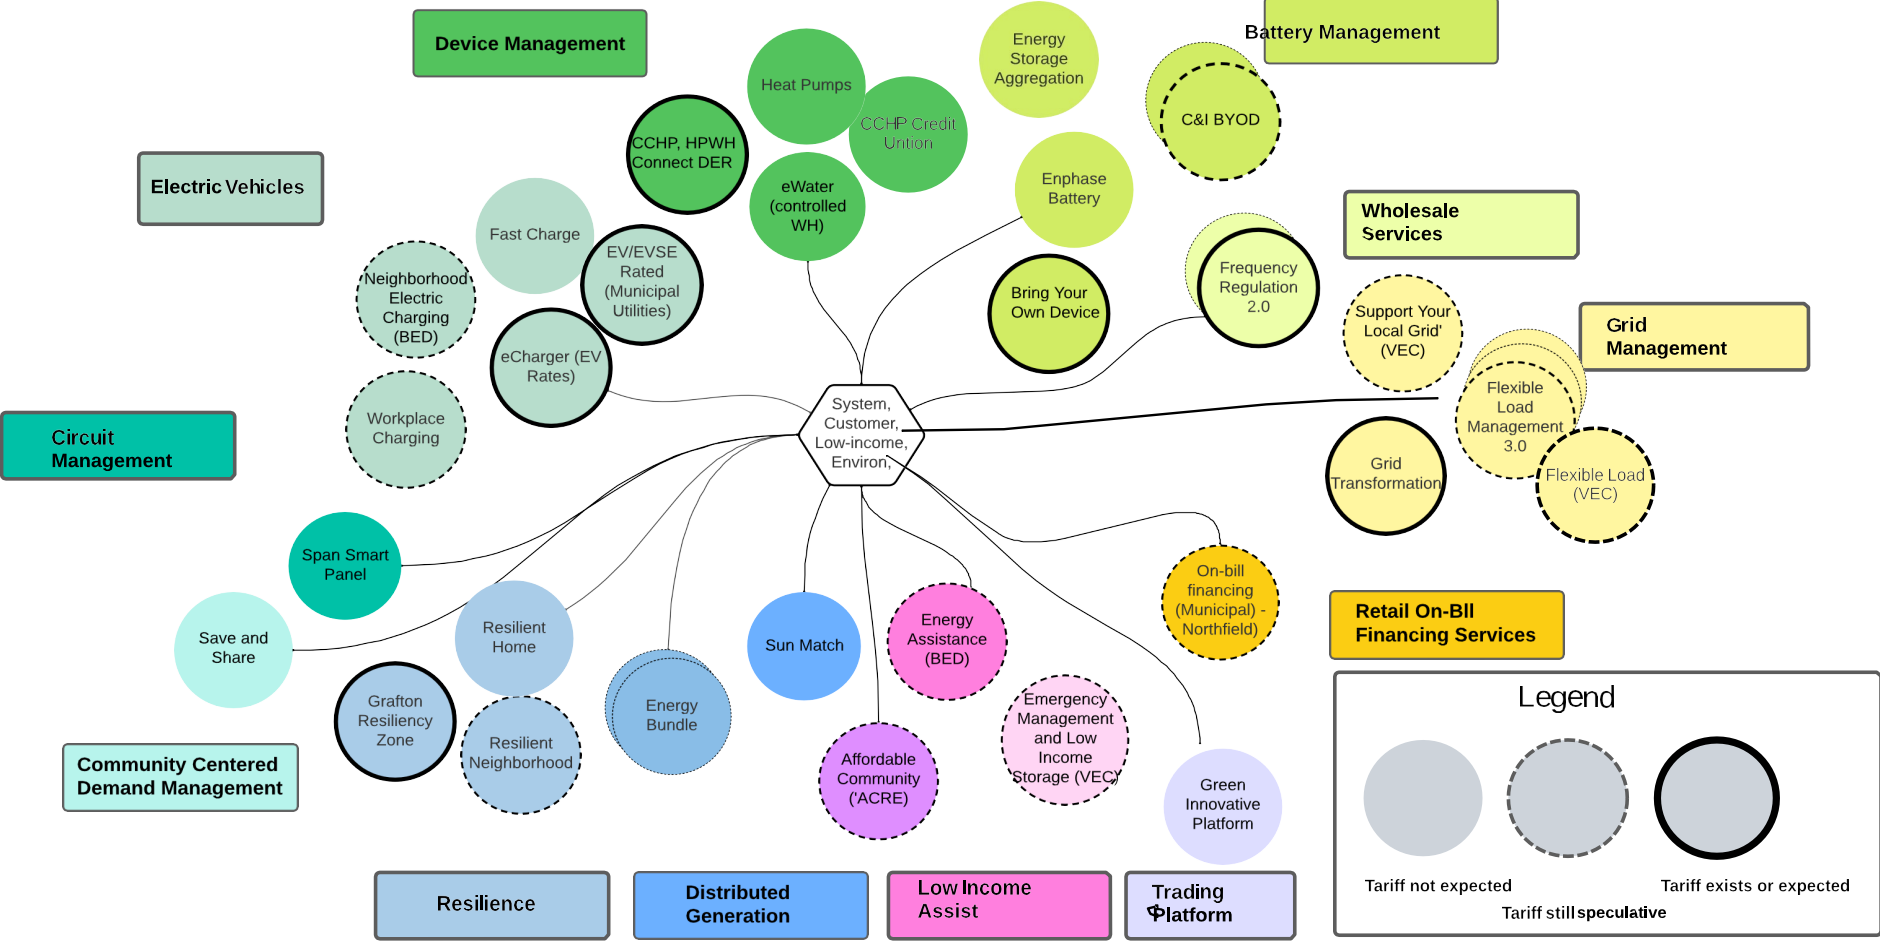 Device Management
Battery Management
Energy
Storage
Aggregation
Heat Pumps
CCHP Credit
Unition
C&I BYOD
CCHP, HPWH
Connect DER
Electric Vehicles
eWater
(controlled
WH)
Enphase
Battery
Wholesale
Services
Fast Charge
EV/EVSE
Rated
(Municipal
Utilities)
Neighborhood
Electric
Charging
(BED)
Bring Your
Own Device
Frequency
Regulation
2.0
Support Your
Local Grid'
(VEC)
Grid
Management
eCharger (EV
Rates)
Flexible
Load
Management
3.0
Workplace
Charging
System,
Customer,
Low-income,
Environ,
Circuit
Management
Grid
Transformation
Flexible Load
(VEC)
Span Smart
Panel
On-bill
financing
(Municipal) -
Northfield)
Retail On-Bll
Financing Services
Save and
Share
Resilient
Home
Sun Match
Energy
Assistance
(BED)
Grafton
Resiliency
Zone
Energy
Bundle
Emergency
Management
and Low
Income
Storage (VEC)
Resilient
Neighborhood
Affordable
Community
('ACRE)
Green
Innovative
Platform
Community Centered
Demand Management
Legend
Tariff not expected
Tariff exists or expected
Tariff still speculative
Resilience
Distributed
Generation
Low Income
Assist
Trading
Platform